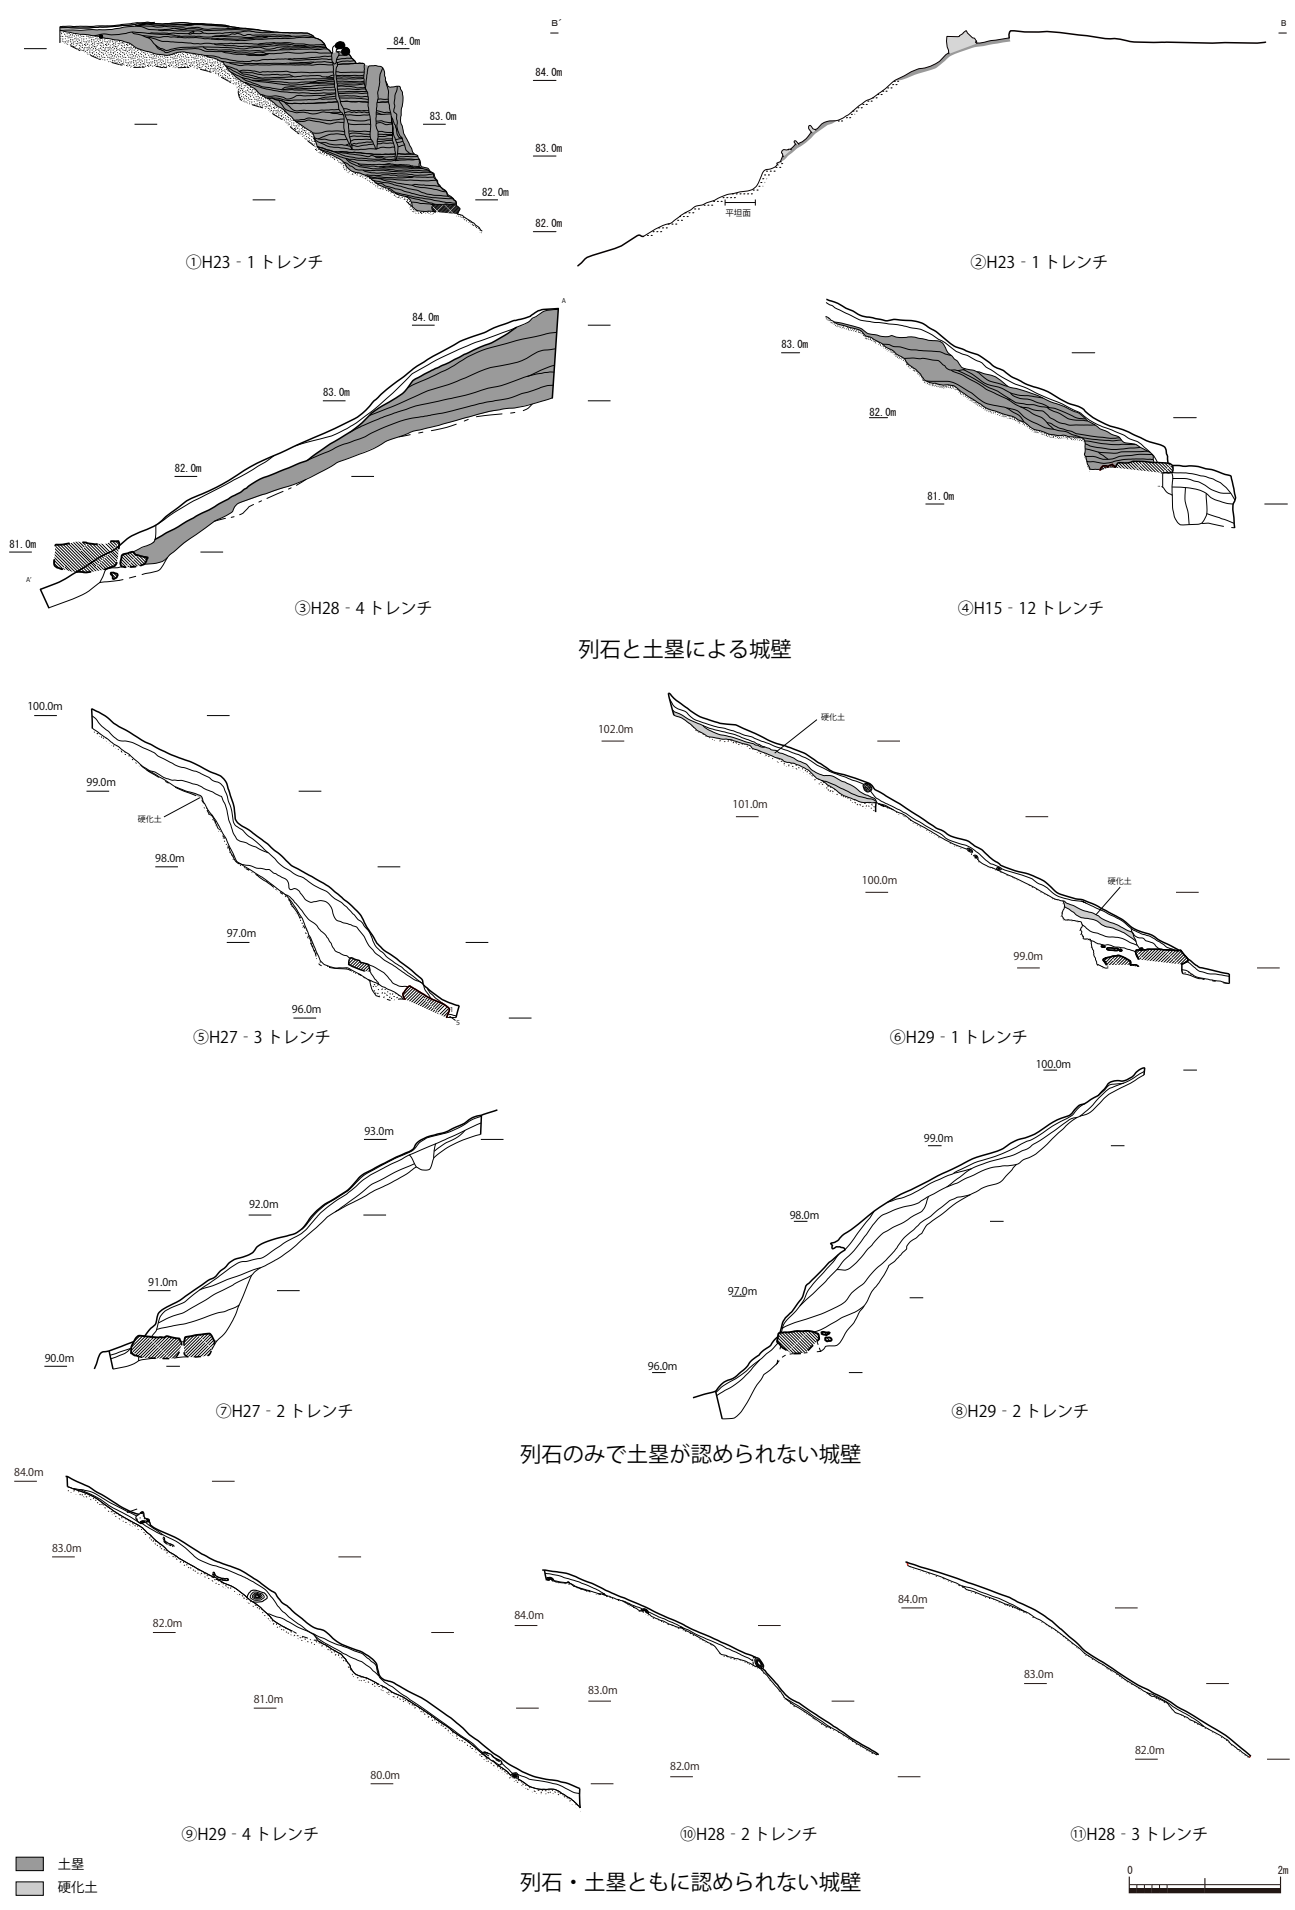 84.0m
83.0m
82.0m
①H23‐1トレンチ
B´
84.0m
83.0m
82.0m
B
平坦面
②H23‐1トレンチ
A
84.0m
83.0m
82.0m
81.0m
A'
③H28‐4トレンチ
83.0m
82.0m
81.0m
④H15‐12トレンチ
列石と土塁による城壁
100.0m
99.0m
硬化土
98.0m
97.0m
96.0m
S
⑤H27‐3トレンチ
102.0m
硬化土
101.0m
100.0m
硬化土
99.0m
⑥H29‐1トレンチ
93.0m
92.0m
91.0m
90.0m
⑦H27‐2トレンチ
100.0m
99.0m
98.0m
97.0m
96.0m
⑧H29‐2トレンチ
列石のみで土塁が認められない城壁
84.0m
83.0m
82.0m
81.0m
80.0m
⑨H29‐4トレンチ
84.0m
83.0m
82.0m
⑩H28‐2トレンチ
84.0m
83.0m
82.0m
⑪H28‐3トレンチ
土塁
硬化土
列石・土塁ともに認められない城壁
0
2m